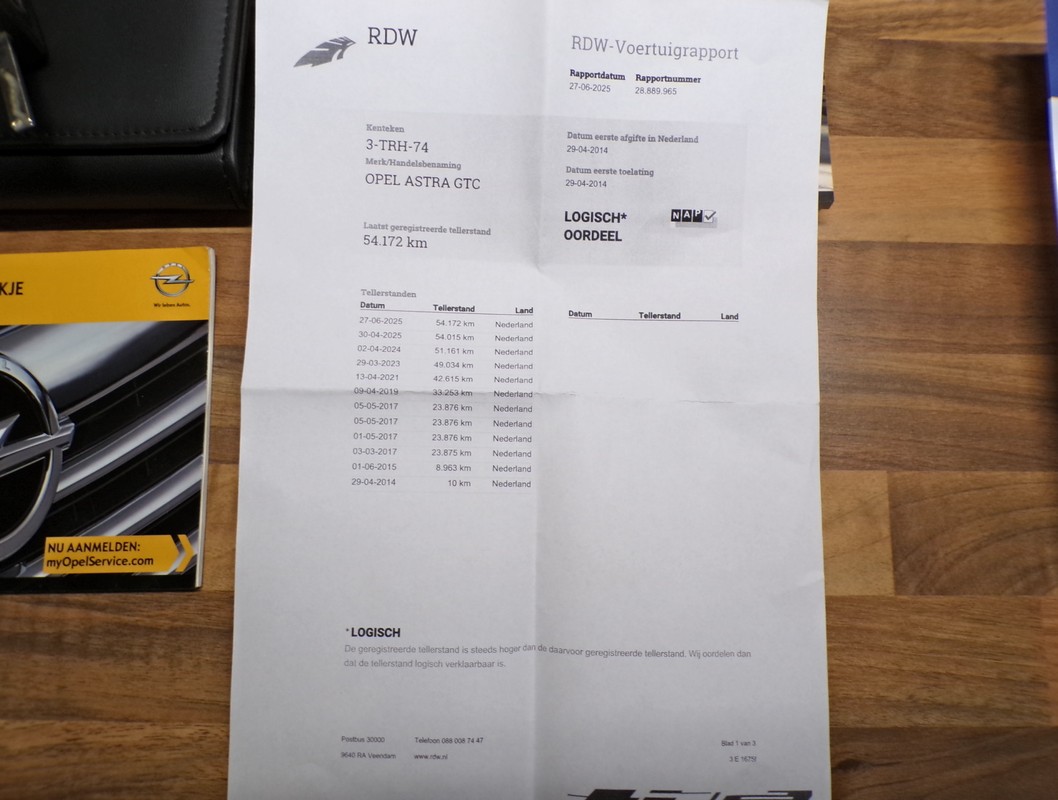 RDW
RDW-Voertuigrapport
Rapportdatum Rapportnummer
27-06-2025 28.889.965
Kenteken
3-TRH-74
Merk/Handelsbenaming
OPEL ASTRA GTC
Datum eerste afgifte in Nederland
29-04-2014
Datum eerste toelating
29-04-2014
Laatst geregistreerde tellerstand
54.172 km
LOGISCH*
OORDEEL
NAP
Tellerstanden
Datum Tellerstand Land
27-06-2025 54.172 km Nederland
30-04-2025 54.015 km Nederland
02-04-2024 51.161 km Nederland
29-03-2023 49.034 km Nederland
13-04-2021 42.615 km Nederland
09-04-2019 33.253 km Nederland
05-05-2017 23.876 km Nederland
05-05-2017 23.876 km Nederland
01-05-2017 23.876 km Nederland
03-03-2017 23.875 km Nederland
01-06-2015 8.963 km Nederland
29-04-2014 10 km Nederland
Datum Tellerstand Land
*LOGISCH
De geregistreerde tellerstand is steeds hoger dan de daarvoor geregistreerde tellerstand. Wij oordelen dan
dat de tellerstand logisch verklaarbaar is.
Postbus 30000 Telefoon 088 008 74 47
9640 RA Veendam www.rdw.nl
Blad 1 van 3
KJE
Wir leben Autos.
NU AANMELDEN:
myOpelService.com